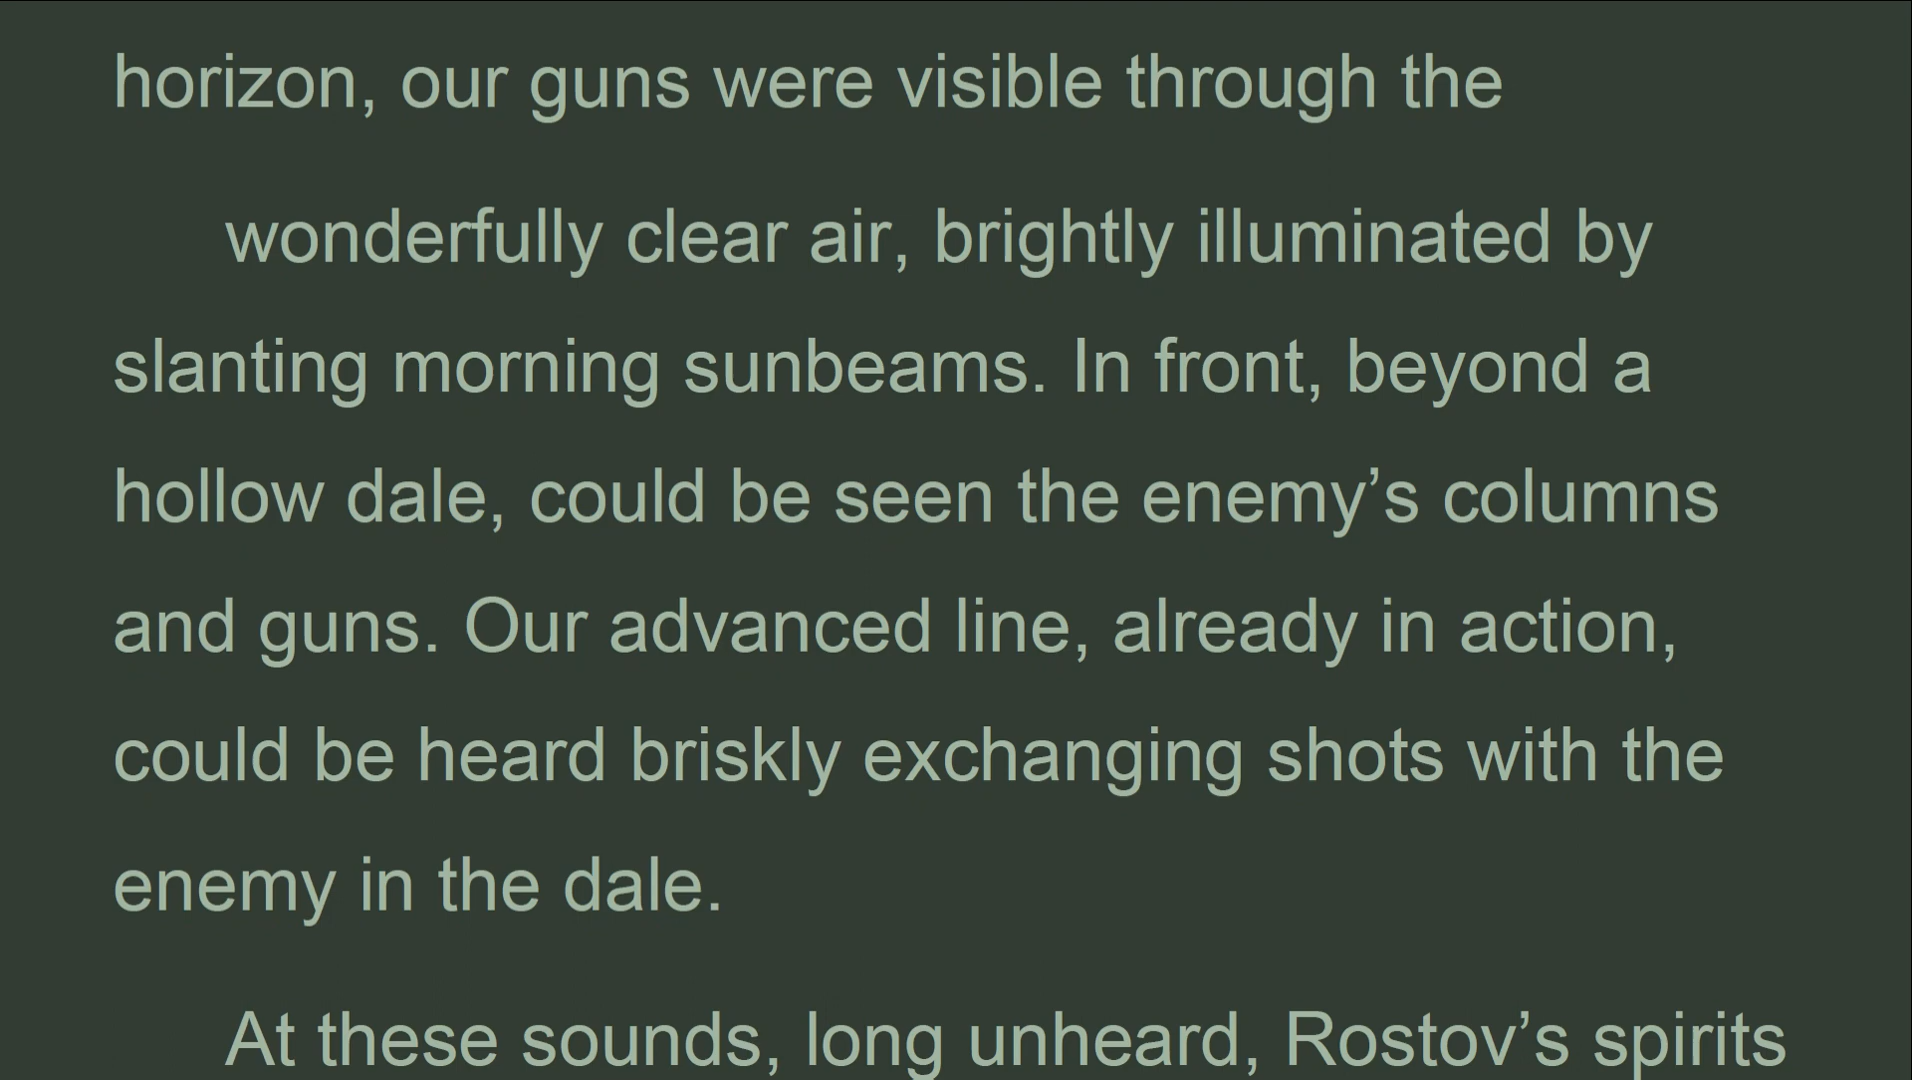 horizon, our guns were visible through the
wonderfully clear air, brightly illuminated by
slanting morning sunbeams. In front, beyond a
hollow dale, could be seen the enemy’s columns
and guns. Our advanced line, already in action,
could be heard briskly exchanging shots with the
enemy in the dale.
At these sounds, long unheard, Rostov’s spirits